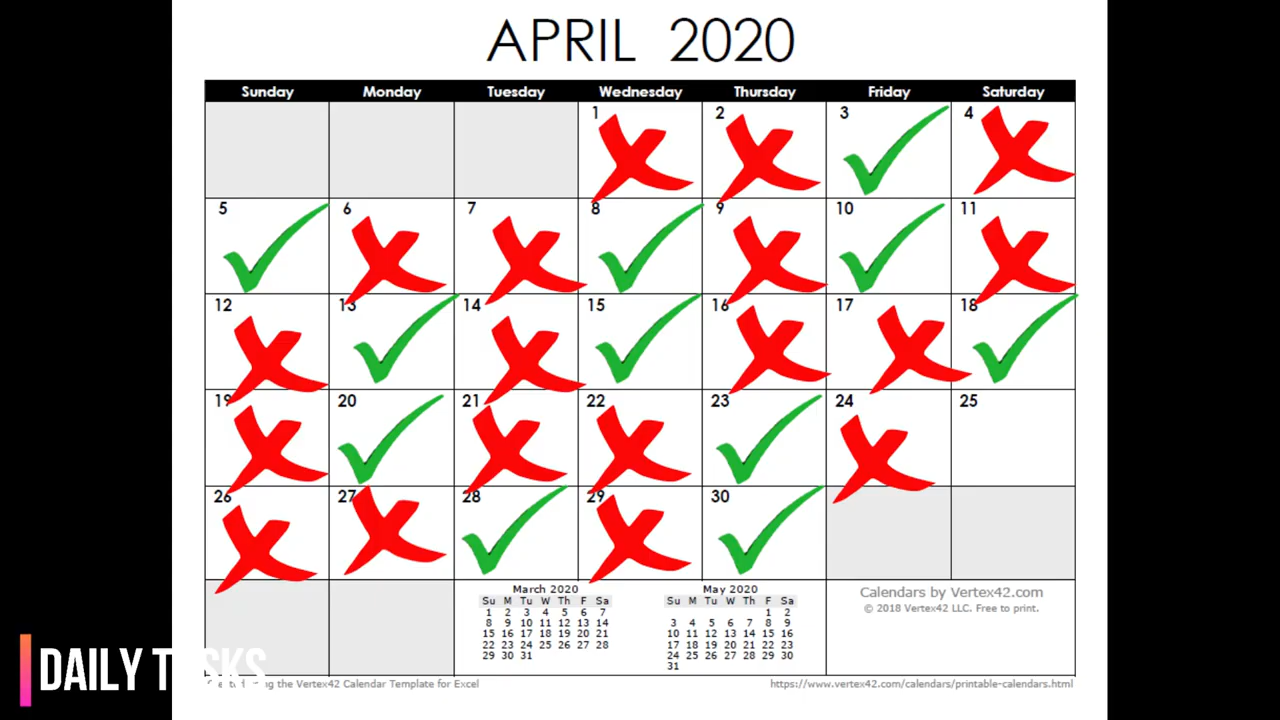 APRIL 2020
Sunday Monday Tuesday Wednesday Thursday Friday Saturday
1 2 3 4
5 6 7 8 9 10 11
12 13 14 15 16 17 18
19 20 21 22 23 24 25
26 27 28 29 30
March 2020 May 2020
Su M Tu W Th F Sa Su M Tu W Th F Sa
1 2 3 4 5 6 7 1 2
8 9 10 11 12 13 14 3 4 5 6 7 8 9
15 16 17 18 19 20 21 10 11 12 13 14 15 16
22 23 24 25 26 27 28 17 18 19 20 21 22 23
29 30 31 24 25 26 27 28 29 30
31
Calendars by Vertex42.com
© 2018 Vertex42 LLC. Free to print.
DAILY TASKS
the Vertex42 Calendar Template for Excel https://www.vertex42.com/calendars/printable-calendars.html